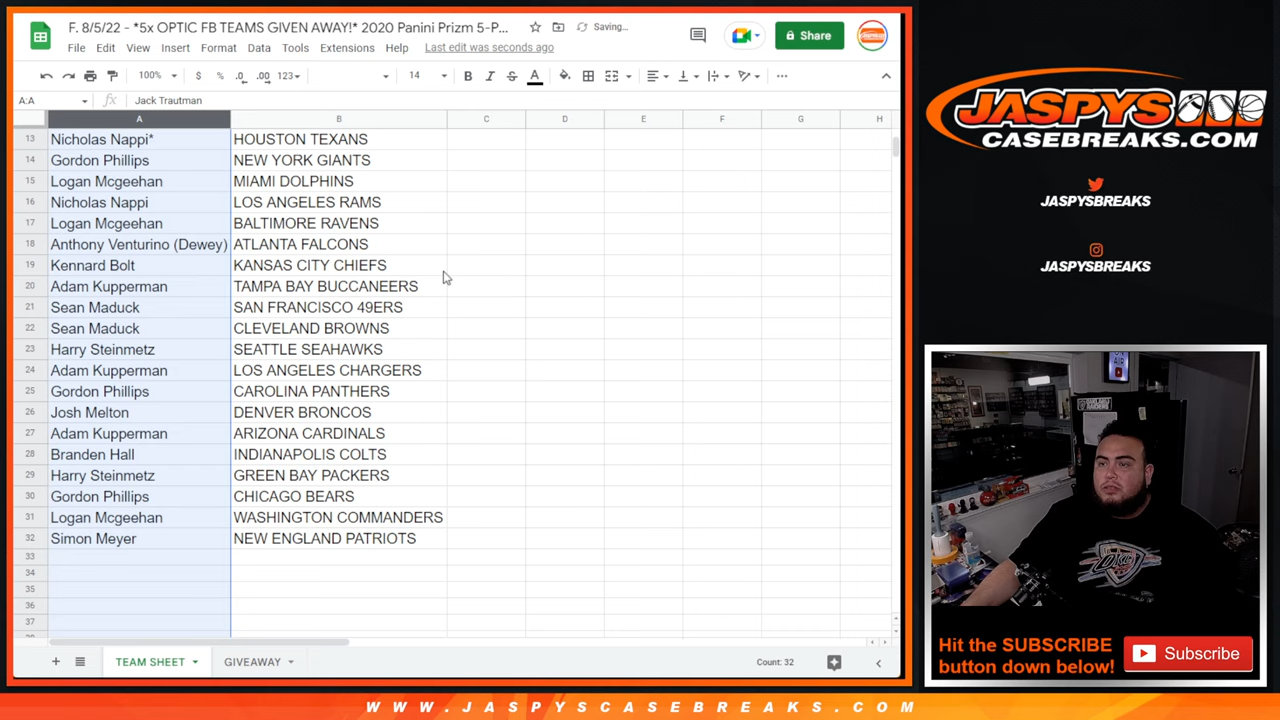 F. 8/5/22 - *5x OPTIC FB TEAMS GIVEN AWAY!* 2020 Panini Prizm 5-P... Saving... Share
File Edit View Insert Format Data Tools Extensions Help Last edit was seconds ago
100% $ % .0 .00 123 14 B I S A
A:A fx Jack Trautman
A B C D E F G H
13 Nicholas Nappi* HOUSTON TEXANS
14 Gordon Phillips NEW YORK GIANTS
15 Logan Mcgeehan MIAMI DOLPHINS
16 Nicholas Nappi LOS ANGELES RAMS
17 Logan Mcgeehan BALTIMORE RAVENS
18 Anthony Venturino (Dewey) ATLANTA FALCONS
19 Kennard Bolt KANSAS CITY CHIEFS
20 Adam Kupperman TAMPA BAY BUCCANEERS
21 Sean Maduck SAN FRANCISCO 49ERS
22 Sean Maduck CLEVELAND BROWNS
23 Harry Steinmetz SEATTLE SEAHAWKS
24 Adam Kupperman LOS ANGELES CHARGERS
25 Gordon Phillips CAROLINA PANTHERS
26 Josh Melton DENVER BRONCOS
27 Adam Kupperman ARIZONA CARDINALS
28 Branden Hall INDIANAPOLIS COLTS
29 Harry Steinmetz GREEN BAY PACKERS
30 Gordon Phillips CHICAGO BEARS
31 Logan Mcgeehan WASHINGTON COMMANDERS
32 Simon Meyer NEW ENGLAND PATRIOTS
33
34
35
36
37
TEAM SHEET GIVEAWAY Count: 32
JASPYS
CASEBREAKS.COM
JASPYSBREAKS
JASPYSBREAKS
OKC
Hit the SUBSCRIBE
button down below!
Subscribe
WWW.JASPYSCASEBREAKS.COM